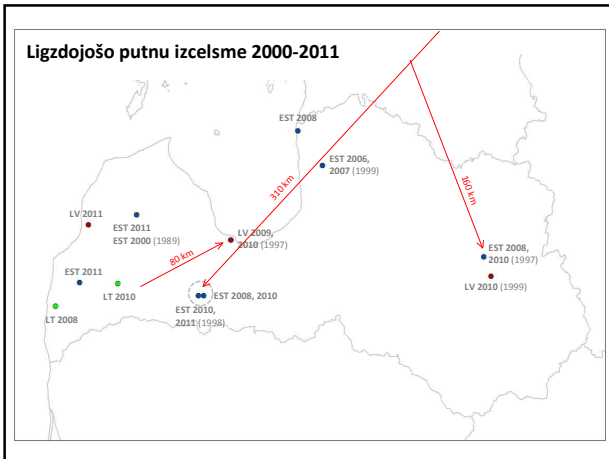 Ligzdojošo putnu izcelsme 2000-2011
EST 2008
EST 2006,
2007 (1999)
310 km
160 km
LV 2011
EST 2011
EST 2000 (1989)
LV 2009,
2010 (1997)
80 km
EST 2008,
2010 (1997)
LV 2010 (1999)
EST 2011
LT 2010
EST 2008, 2010
EST 2010,
2011 (1998)
LT 2008